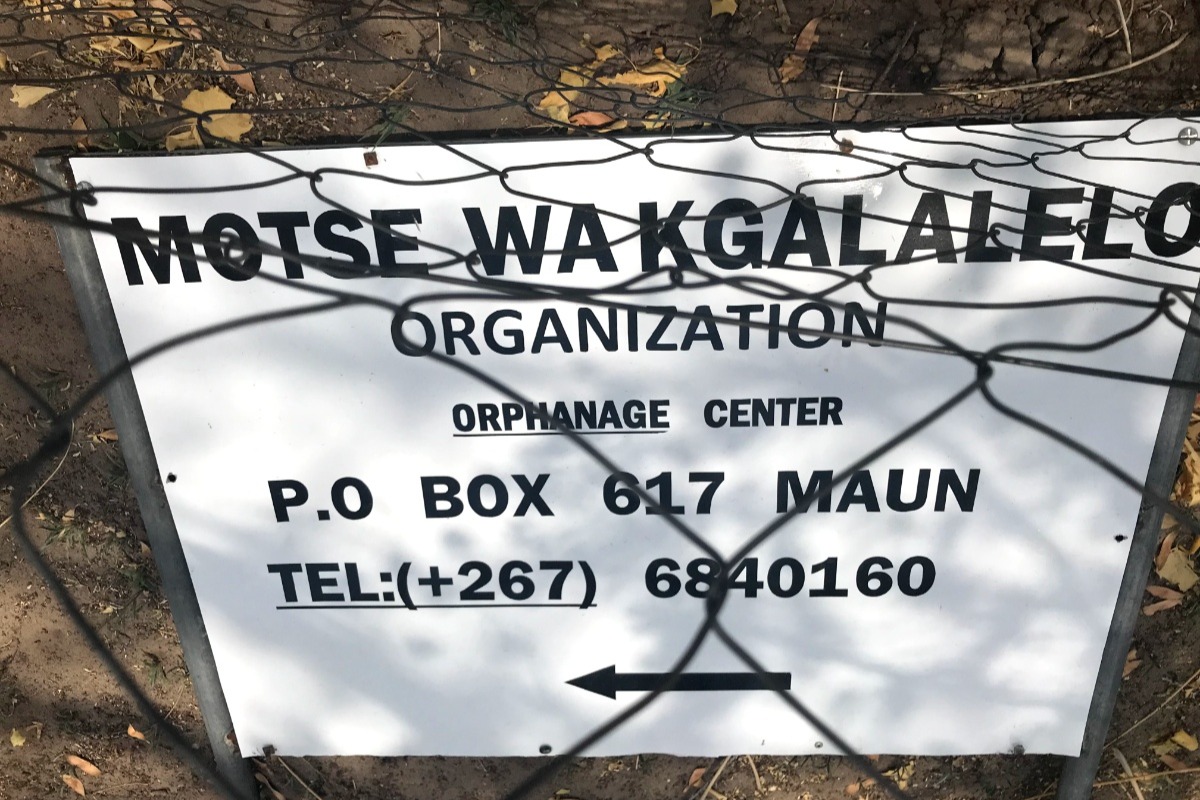 MOTSE WA KGALALELO
ORGANIZATION
ORPHANAGE CENTER
P.O BOX 617 MAUN
TEL:(+267) 6840160